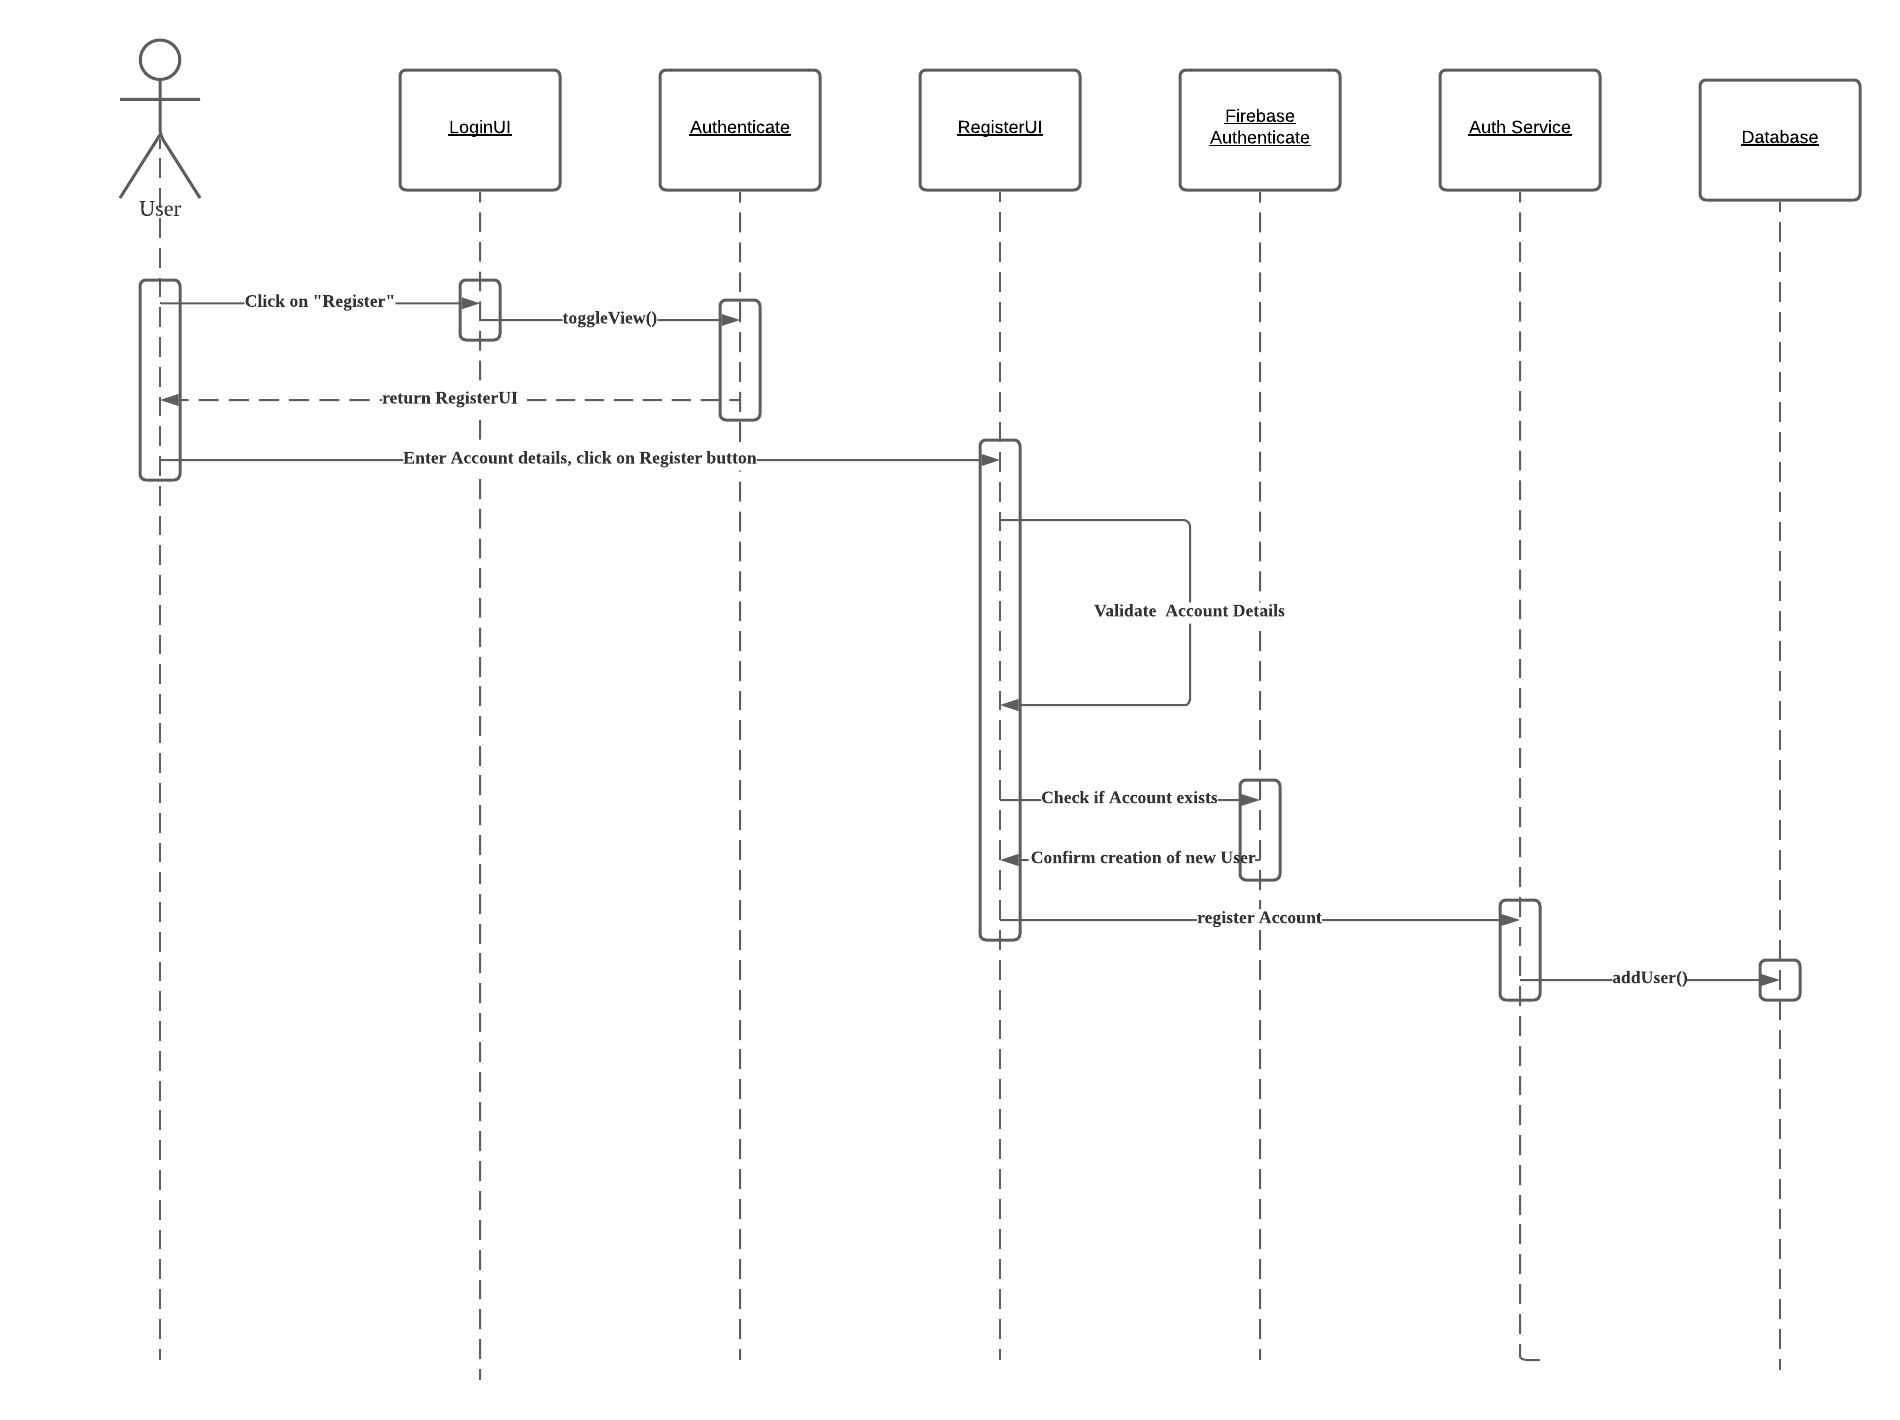 User
LoginUI
Authenticate
RegisterUI
Firebase
Authenticate
Auth Service
Database
Click on "Register"
toggleView()
return RegisterUI
Enter Account details, click on Register button
Validate  Account Details
Check if Account exists
Confirm creation of new User
register Account
addUser()